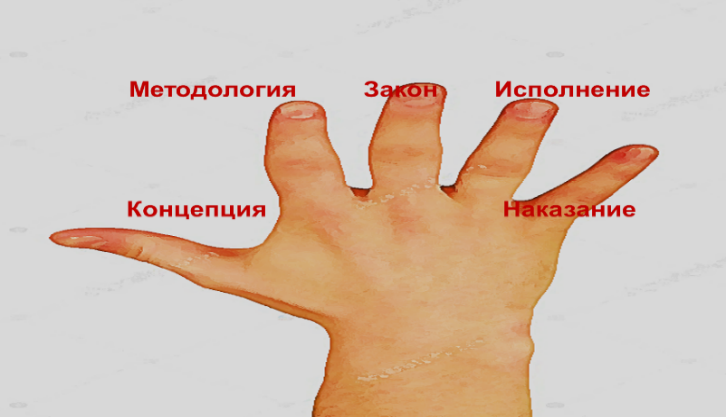 Методология Закон Исполнение
Концепция Наказание